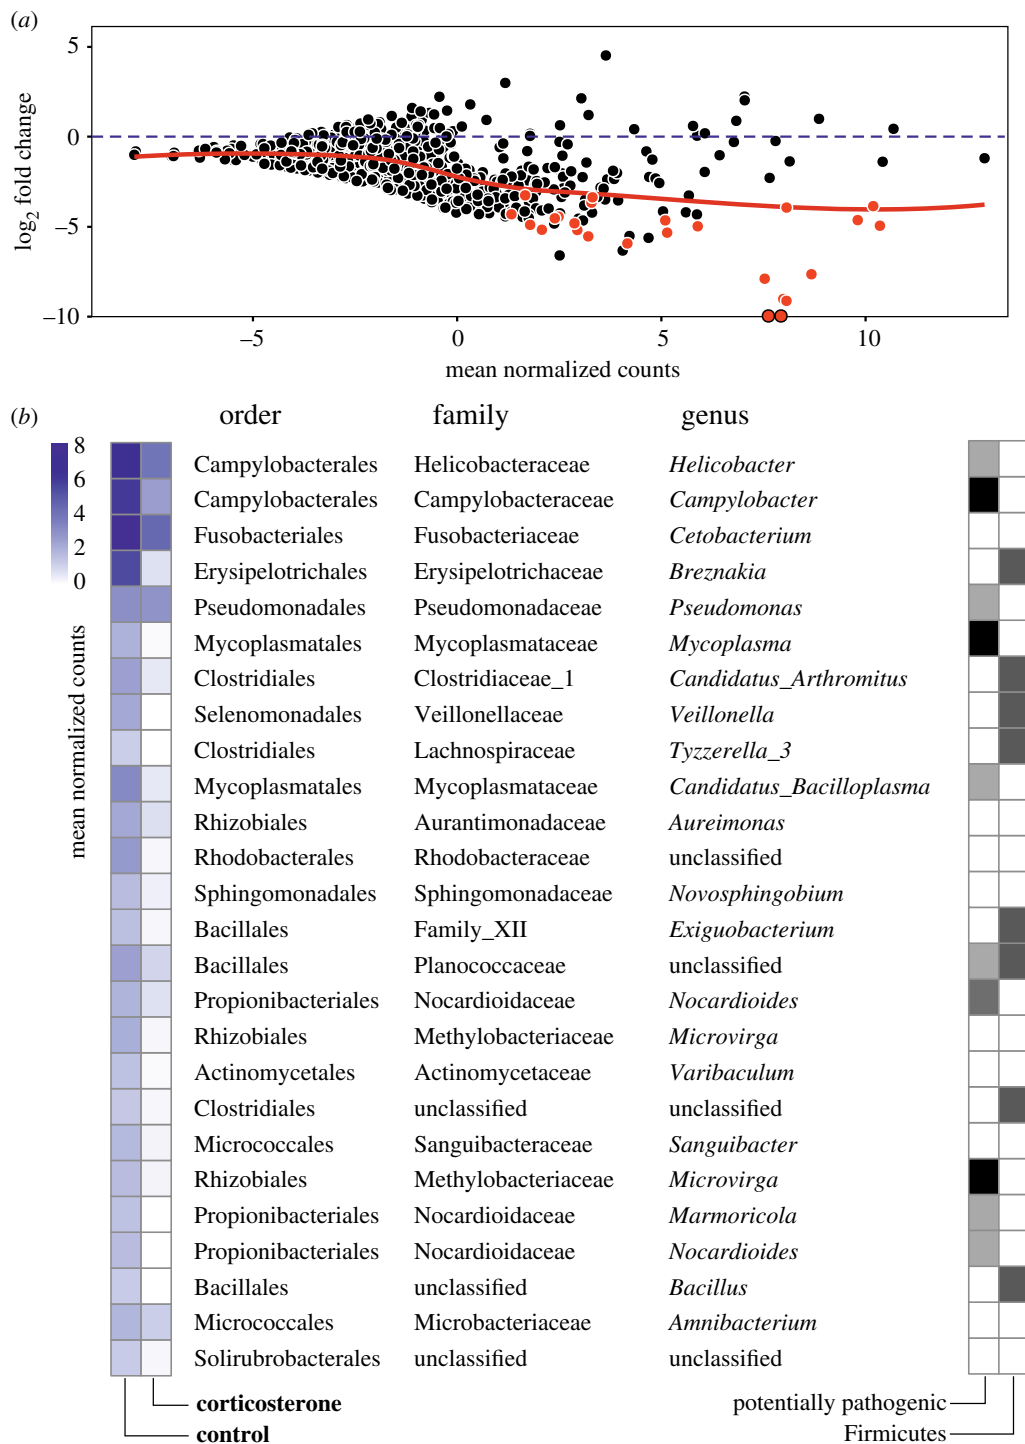 (a)
5
0
−5
−10
log2 fold change
−5 0 5 10
mean normalized counts
(b)
order family genus
8
6
4
2
0
mean normalized counts
Campylobacterales Helicobacteraceae Helicobacter
Campylobacterales Campylobacteraceae Campylobacter
Fusobacteriales Fusobacteriaceae Cetobacterium
Erysipelotrichales Erysipelotrichaceae Breznakia
Pseudomonadales Pseudomonadaceae Pseudomonas
Mycoplasmatales Mycoplasmataceae Mycoplasma
Clostridiales Clostridiaceae_1 Candidatus_Arthromitus
Selenomonadales Veillonellaceae Veillonella
Clostridiales Lachnospiraceae Tyzzerella_3
Mycoplasmatales Mycoplasmataceae Candidatus_Bacilloplasma
Rhizobiales Aurantimonadaceae Aureimonas
Rhodobacterales Rhodobacteraceae unclassified
Sphingomonadales Sphingomonadaceae Novosphingobium
Bacillales Family_XII Exiguobacterium
Bacillales Planococcaceae unclassified
Propionibacteriales Nocardioidaceae Nocardioides
Rhizobiales Methylobacteriaceae Microvirga
Actinomycetales Actinomycetaceae Varibaculum
Clostridiales unclassified unclassified
Micrococcales Sanguibacteraceae Sanguibacter
Rhizobiales Methylobacteriaceae Microvirga
Propionibacteriales Nocardioidaceae Marmoricola
Propionibacteriales Nocardioidaceae Nocardioides
Bacillales unclassified Bacillus
Micrococcales Microbacteriaceae Amnibacterium
Solirubrobacterales unclassified unclassified
corticosterone potentially pathogenic
control Firmicutes